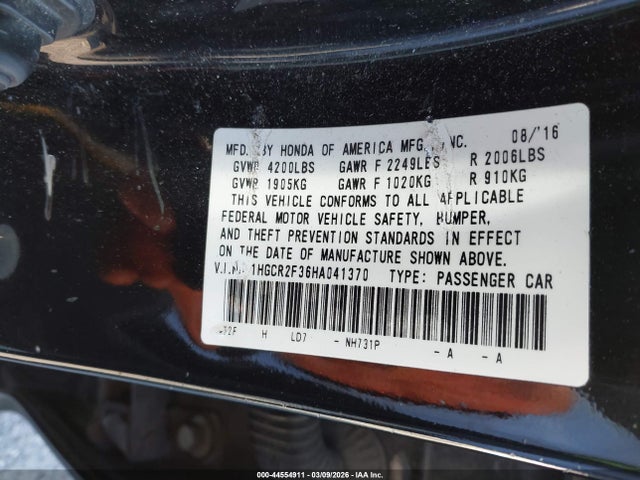 MFD. BY HONDA OF AMERICA MFG., INC. 08/'16
GVWR 4200LBS GAWR F 2249LBS R 2006LBS
GVWR 1905KG GAWR F 1020KG R 910KG
THIS VEHICLE CONFORMS TO ALL APPLICABLE
FEDERAL MOTOR VEHICLE SAFETY, BUMPER,
AND THEFT PREVENTION STANDARDS IN EFFECT
ON THE DATE OF MANUFACTURE SHOWN ABOVE.
V.I.N. 1HGCR2F36HA041370 TYPE: PASSENGER CAR
H LD7 - NH731P - A - A
000-44554911 | 03/09/2026 | IAA Inc.